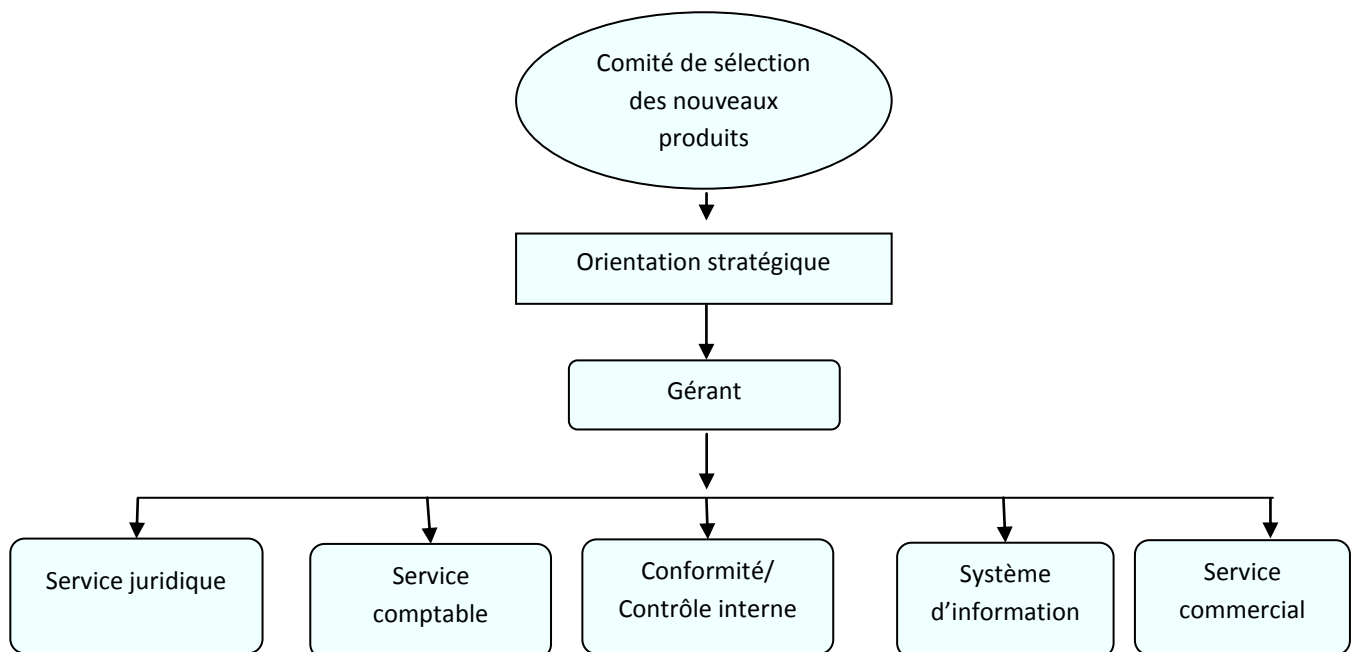 Comité de sélection
des nouveaux
produits
Orientation stratégique
Gérant
Service juridique
Service
comptable
Conformité/
Contrôle interne
Système
d’information
Service
commercial